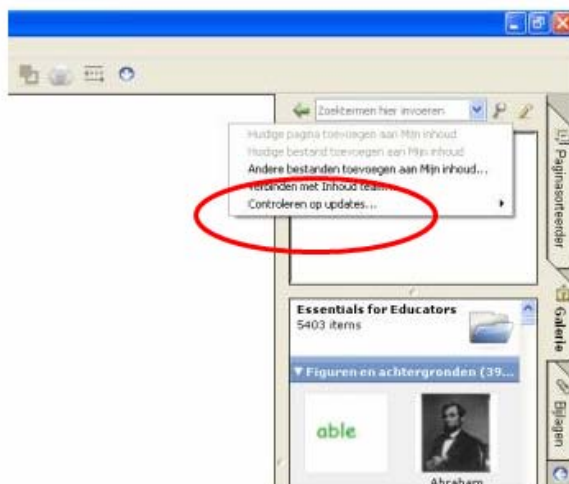 Zoektermen hier invoeren
Huidige pagina toevoegen aan Mijn inhoud
Huidige bestand toevoegen aan Mijn inhoud
Andere bestanden toevoegen aan Mijn inhoud...
Verbinden met Inhoud team...
Controleren op updates...
Paginasorteerder
Essentials for Educators
5403 items
Galerie
Figuren en achtergronden (39...
able
Bijlagen
Abraham